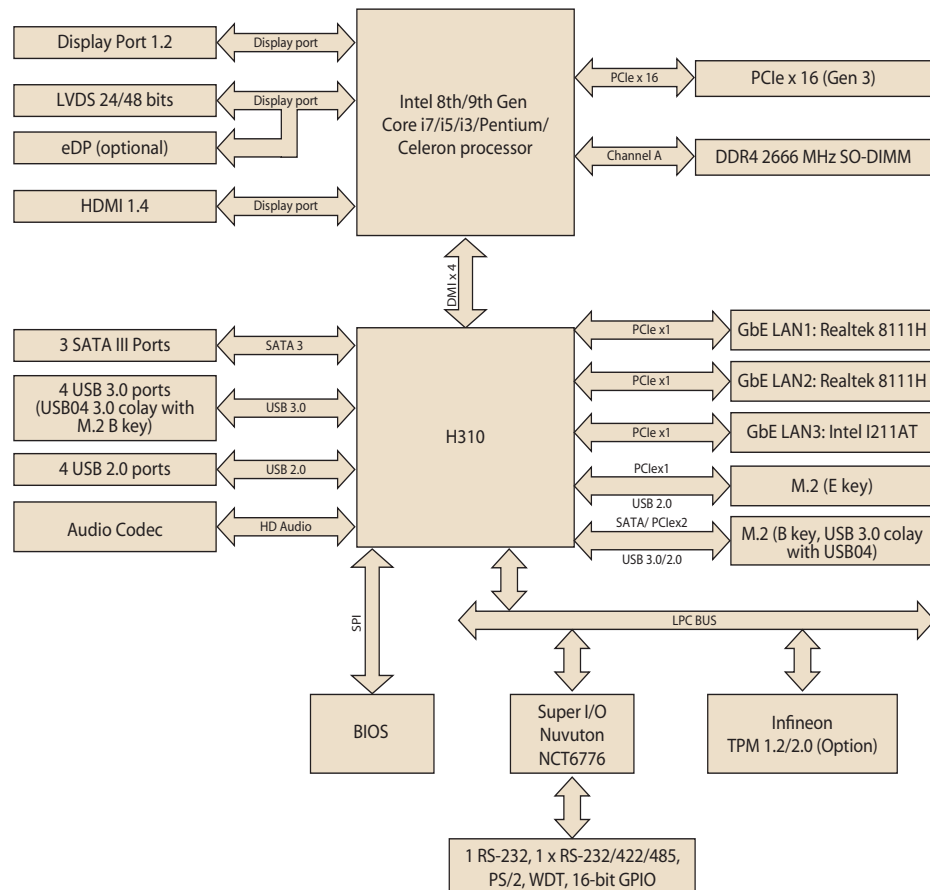 Display Port 1.2
Display port
LVDS 24/48 bits
Display port
eDP (optional)
HDMI 1.4
Display port
Intel 8th/9th Gen
Core i7/i5/i3/Pentium/
Celeron processor
PCIe x 16
PCIe x 16 (Gen 3)
Channel A
DDR4 2666 MHz SO-DIMM
DMI x 4
3 SATA III Ports
SATA 3
4 USB 3.0 ports
(USB04 3.0 colay with
M.2 B key)
USB 3.0
4 USB 2.0 ports
USB 2.0
Audio Codec
HD Audio
H310
PCIe x1
GbE LAN1: Realtek 8111H
PCIe x1
GbE LAN2: Realtek 8111H
PCIe x1
GbE LAN3: Intel I211AT
PCIex1
USB 2.0
M.2 (E key)
SATA/ PCIex2
USB 3.0/2.0
M.2 (B key, USB 3.0 colay
with USB04)
SPI
LPC BUS
BIOS
Super I/O
Nuvuton
NCT6776
Infineon
TPM 1.2/2.0 (Option)
1 RS-232, 1 x RS-232/422/485,
PS/2, WDT, 16-bit GPIO